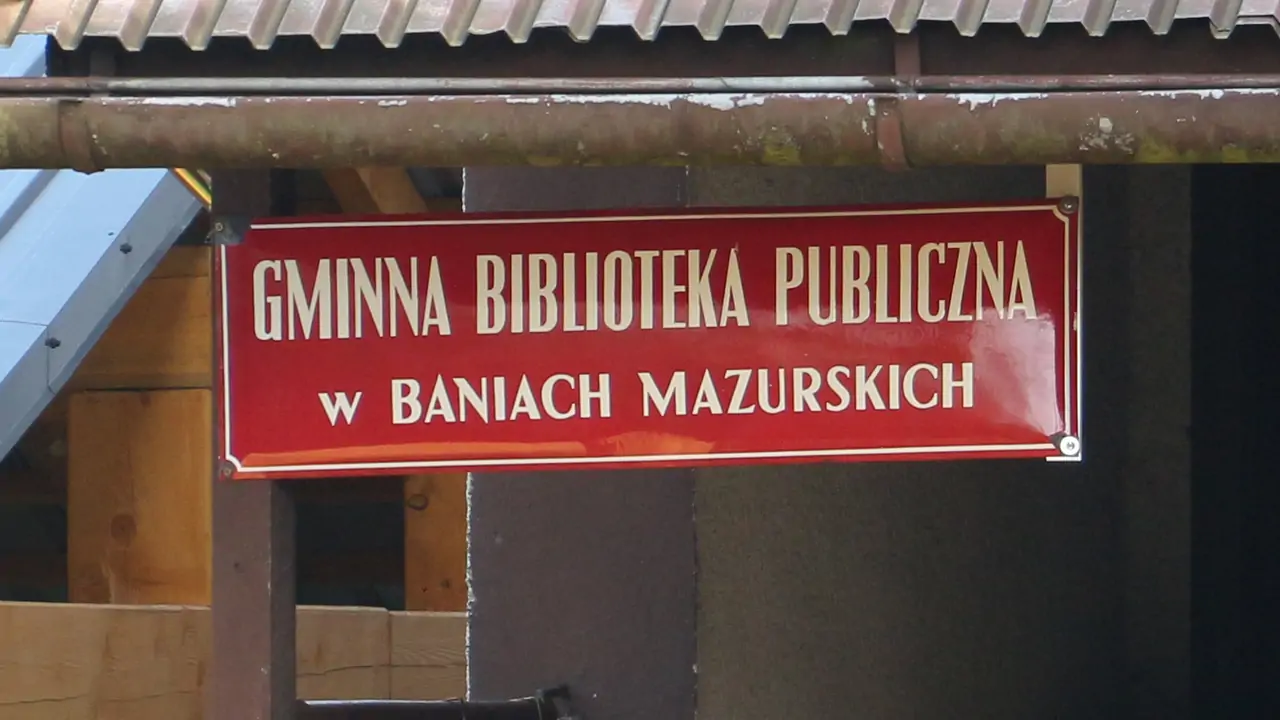 GMINNA BIBLIOTEKA PUBLICZNA
w BANIACH MAZURSKICH